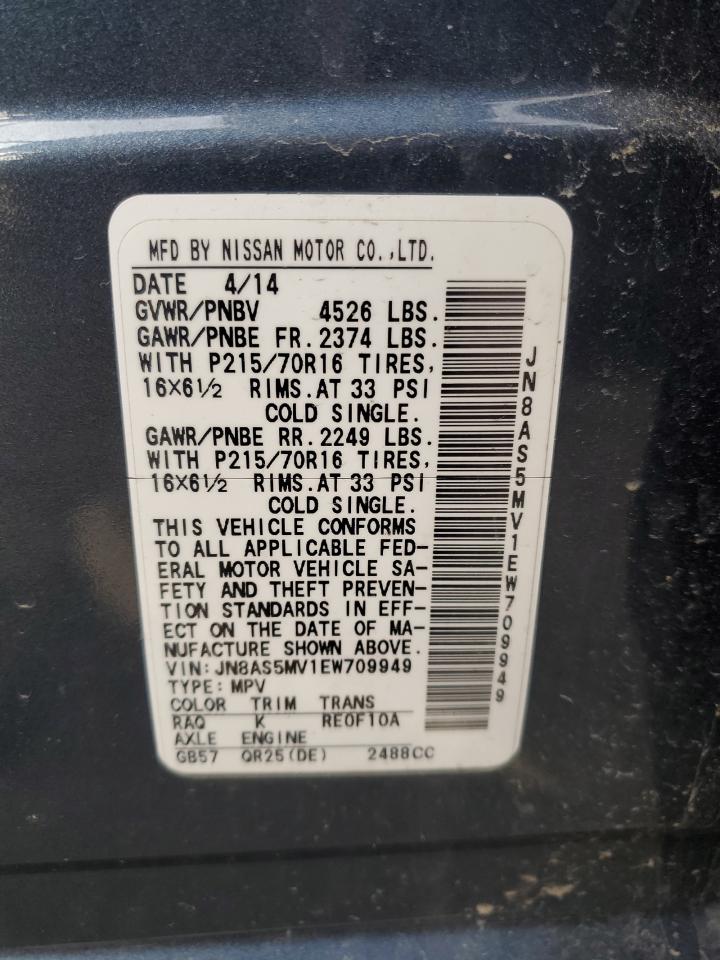 MFD BY NISSAN MOTOR CO.,LTD.
DATE 4/14
GVWR/PNBV 4526 LBS.
GAWR/PNBE FR.2374 LBS.
WITH P215/70R16 TIRES,
16×6½ RIMS.AT 33 PSI
COLD SINGLE.
GAWR/PNBE RR.2249 LBS.
WITH P215/70R16 TIRES,
16×6½ RIMS.AT 33 PSI
COLD SINGLE.
THIS VEHICLE CONFORMS
TO ALL APPLICABLE FED-
ERAL MOTOR VEHICLE SA-
FETY AND THEFT PREVEN-
TION STANDARDS IN EFF-
ECT ON THE DATE OF MA-
NUFACTURE SHOWN ABOVE.
VIN:JN8AS5MV1EW709949
TYPE:MPV
COLOR TRIM TRANS
RAQ K RE0F10A
AXLE ENGINE
GB57 QR25(DE) 2488CC
JN8AS5MV1EW709949